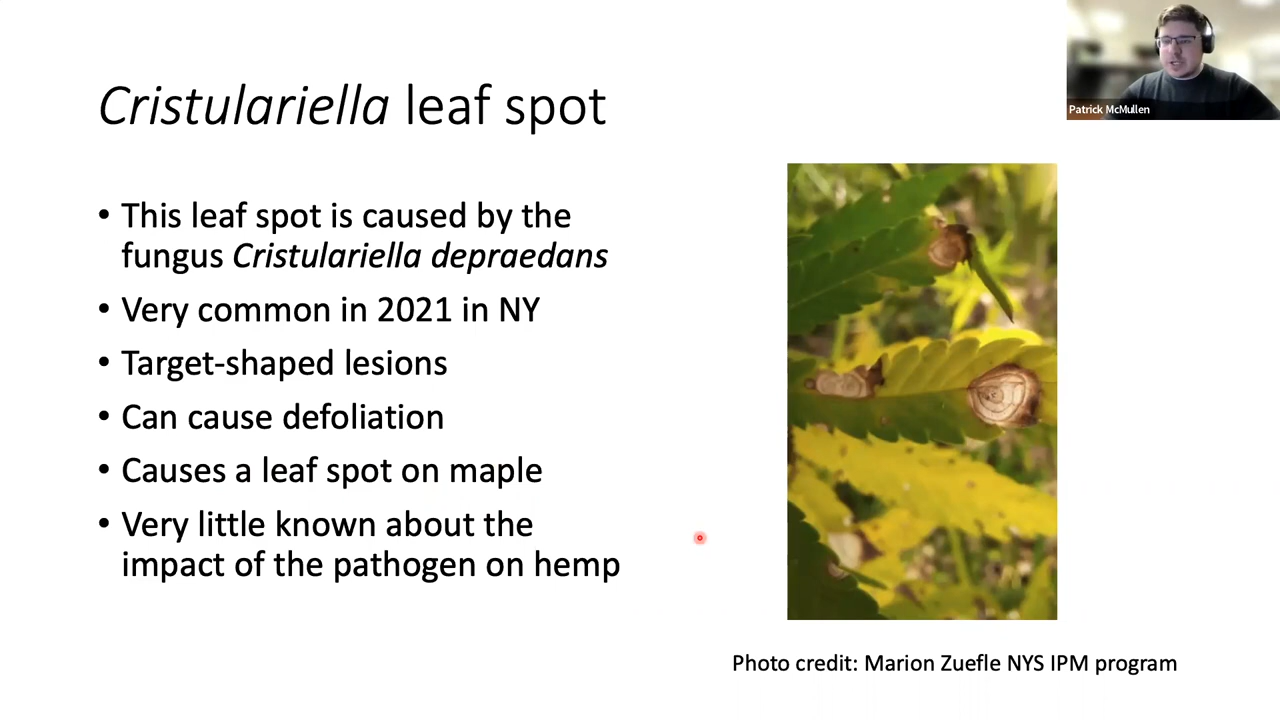 Cristulariella leaf spot
Patrick McMullen
• This leaf spot is caused by the
fungus Cristulariella depraedans
• Very common in 2021 in NY
• Target-shaped lesions
• Can cause defoliation
• Causes a leaf spot on maple
• Very little known about the
impact of the pathogen on hemp
Photo credit: Marion Zuefle NYS IPM program